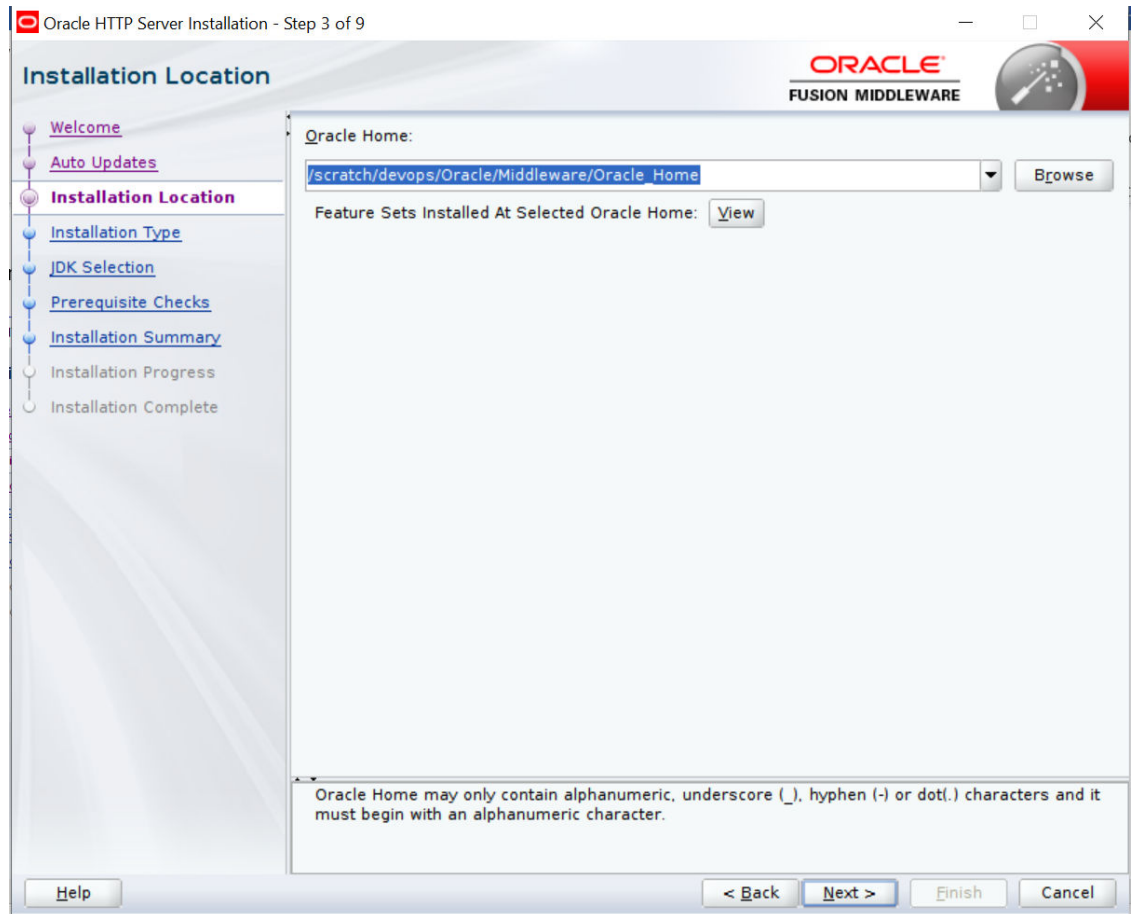 Oracle HTTP Server Installation - Step 3 of 9
Installation Location
ORACLE
FUSION MIDDLEWARE
Welcome
Auto Updates
Installation Location
Installation Type
JDK Selection
Prerequisite Checks
Installation Summary
Installation Progress
Installation Complete
Oracle Home:
/scratch/devops/Oracle/Middleware/Oracle_Home
Browse
Feature Sets Installed At Selected Oracle Home: View
Oracle Home may only contain alphanumeric, underscore (_), hyphen (-) or dot(.) characters and it
must begin with an alphanumeric character.
Help
< Back
Next >
Finish
Cancel